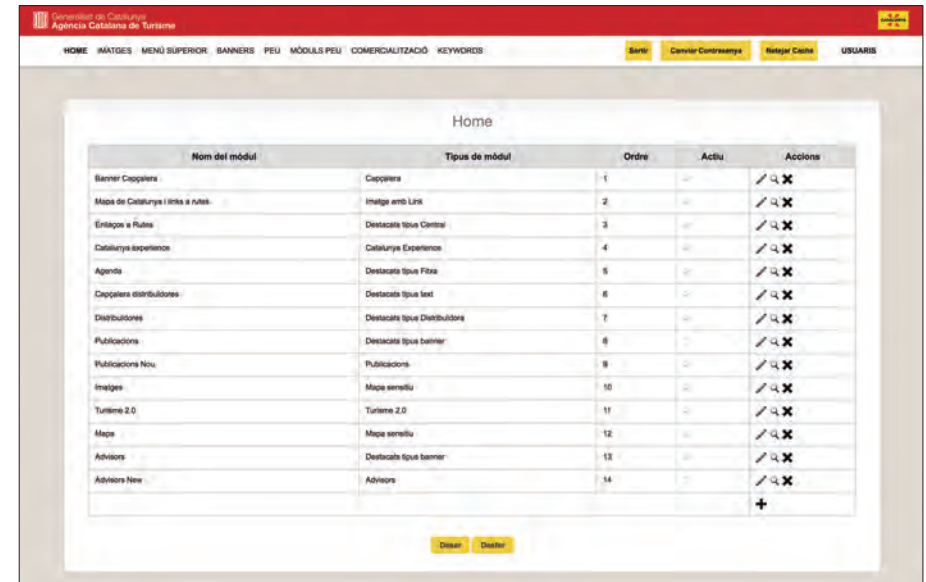 Generalitat de Catalunya
Agència Catalana de Turisme
CATALUNYA
HOME IMATGES MENÚ SUPERIOR BANNERS PEU MÒDULS PEU COMERCIALITZACIÓ KEYWORDS Sortir Canviar Contrasenya Netejar Cache USUARIS
Home
Nom del mòdul Tipus de mòdul Ordre Actiu Accions
Banner Capçalera Capçalera 1
Mapa de Catalunya i links a rutes Imatge amb Link 2
Enllaços a Rutes Destacats tipus Central 3
Catalunya experience Catalunya Experience 4
Agenda Destacats tipus Fitxa 5
Capçalera distribuïdores Destacats tipus text 6
Distribuïdores Destacats tipus Distribuïdora 7
Publicacions Destacats tipus banner 8
Publicacions Nou Publicacions 9
Imatges Mapa sensitiu 10
Turisme 2.0 Turisme 2.0 11
Mapa Mapa sensitiu 12
Advisors Destacats tipus banner 13
Advisors New Advisors 14
Desar Desfer